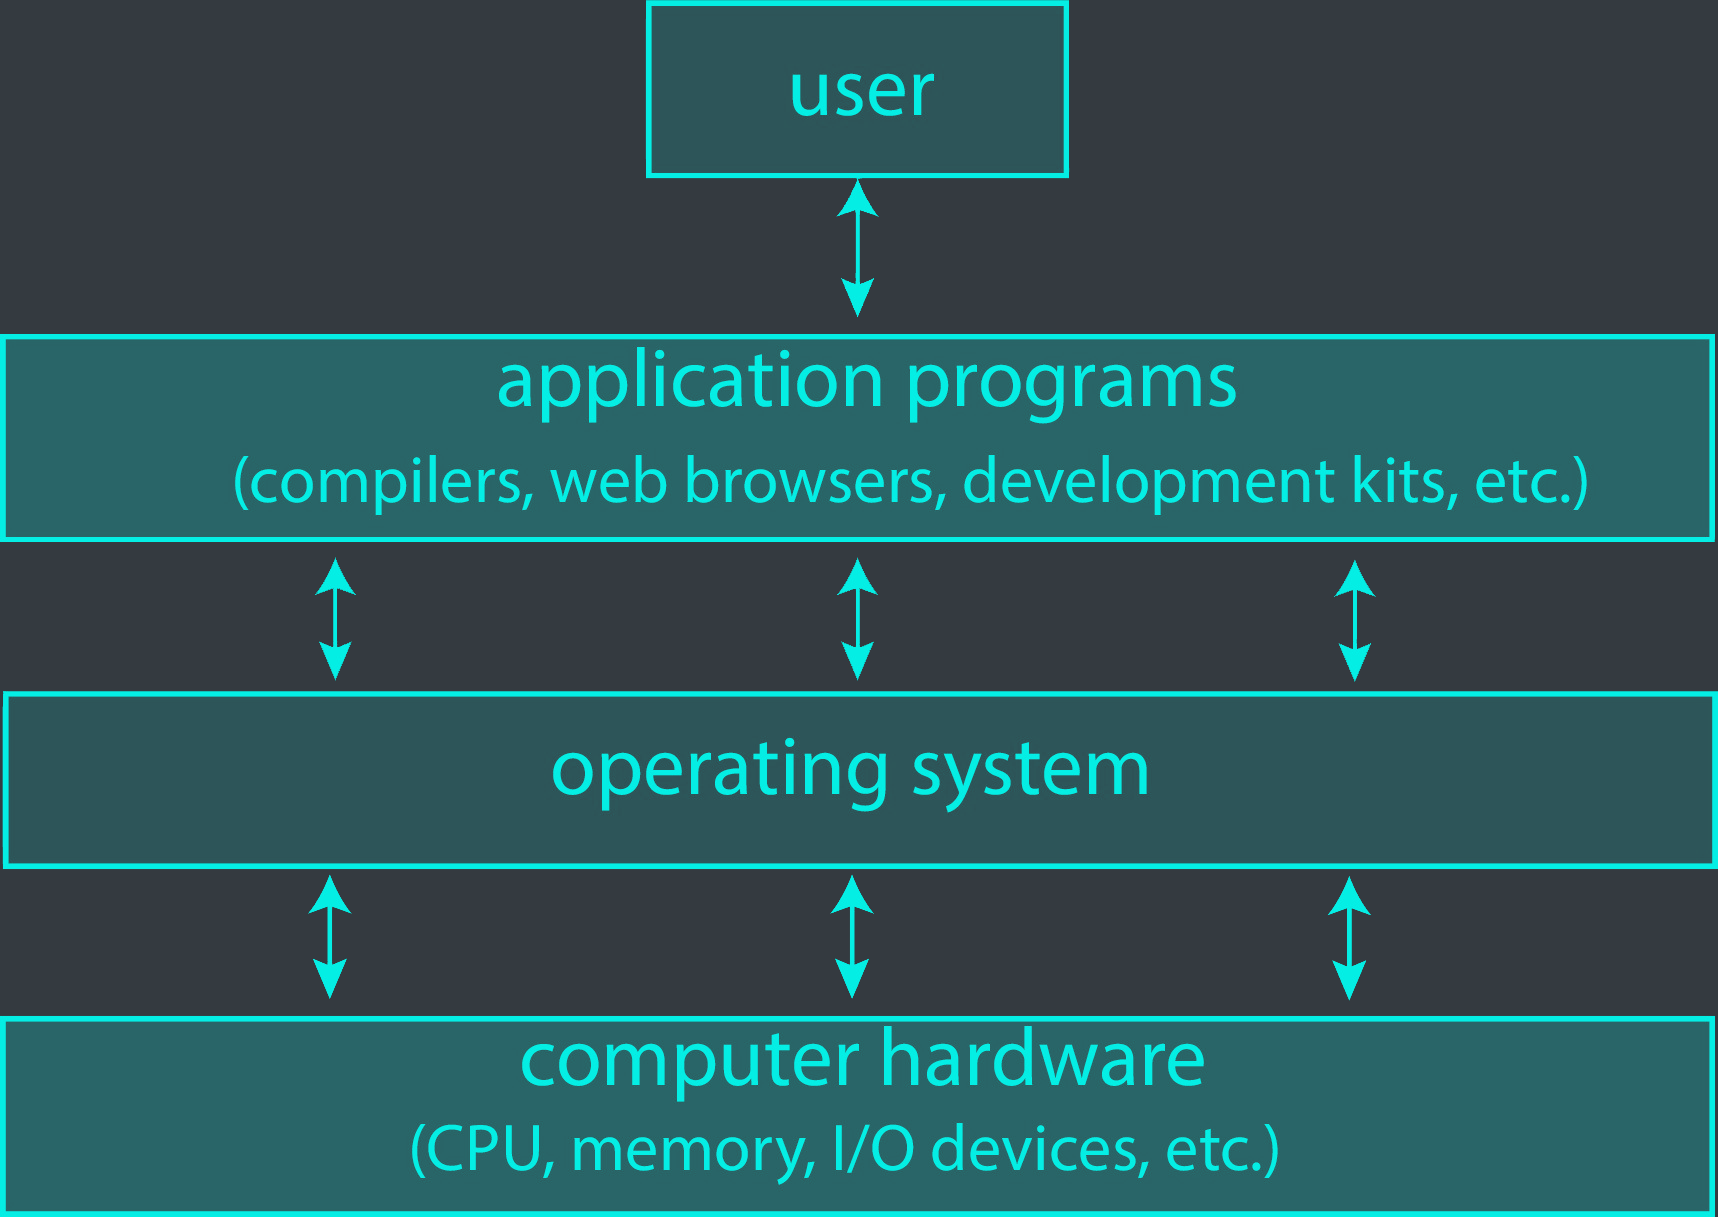 user
application programs
(compilers, web browsers, development kits, etc.)
operating system
computer hardware
(CPU, memory, I/O devices, etc.)